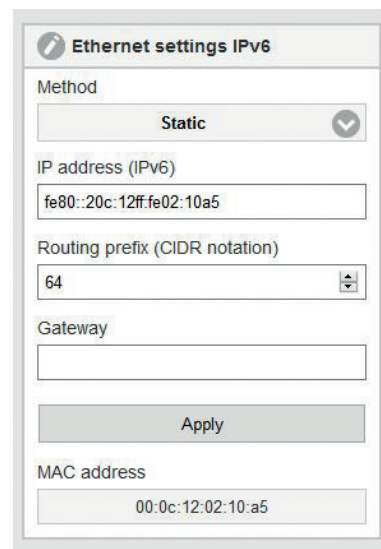 Ethernet settings IPv6
Method
Static
IP address (IPv6)
fe80::20c:12ff:fe02:10a5
Routing prefix (CIDR notation)
64
Gateway
Apply
MAC address
00:0c:12:02:10:a5